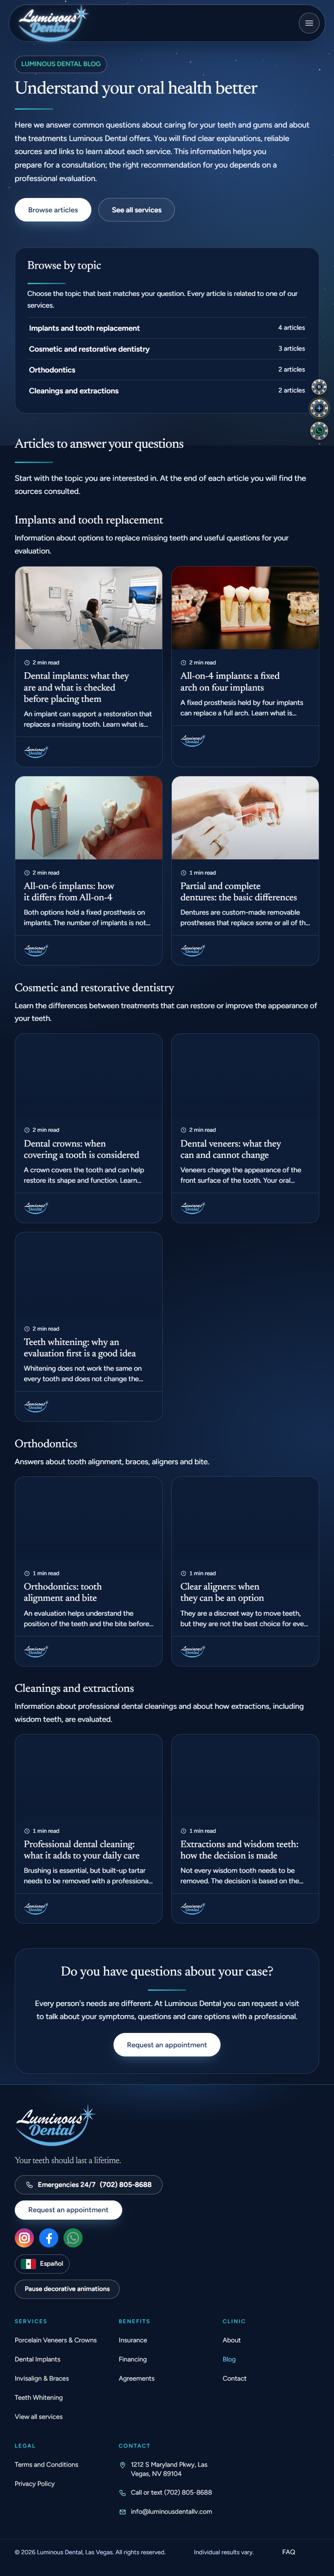 Luminous
Dental
LUMINOUS DENTAL BLOG
Understand your oral health better
Here we answer common questions about caring for your teeth and gums and about
the treatments Luminous Dental offers. You will find clear explanations, reliable
sources and links to learn about each service. This information helps you
prepare for a consultation; the right recommendation for you depends on a
professional evaluation.
Browse articles
See all services
Browse by topic
Choose the topic that best matches your question. Every article is related to one of our
services.
Implants and tooth replacement
4 articles
Cosmetic and restorative dentistry
3 articles
Orthodontics
2 articles
Cleanings and extractions
2 articles
Articles to answer your questions
Start with the topic you are interested in. At the end of each article you will find the
sources consulted.
Implants and tooth replacement
Information about options to replace missing teeth and useful questions for your
evaluation.
2 min read
Dental implants: what they
are and what is checked
before placing them
An implant can support a restoration that
replaces a missing tooth. Learn what is...
Luminous
Dental
2 min read
All-on-4 implants: a fixed
arch on four implants
A fixed prosthesis held by four implants
can replace a full arch. Learn what is...
Luminous
Dental
2 min read
All-on-6 implants: how
it differs from All-on-4
Both options hold a fixed prosthesis on
implants. The number of implants is not...
Luminous
Dental
1 min read
Partial and complete
dentures: the basic differences
Dentures are custom-made removable
prostheses that replace some or all of th...
Luminous
Dental
Cosmetic and restorative dentistry
Learn the differences between treatments that can restore or improve the appearance of
your teeth.
2 min read
Dental crowns: when
covering a tooth is considered
A crown covers the tooth and can help
restore its shape and function. Learn...
Luminous
Dental
2 min read
Dental veneers: what they
can and cannot change
Veneers change the appearance of the
front surface of the tooth. Your oral...
Luminous
Dental
2 min read
Teeth whitening: why an
evaluation first is a good idea
Whitening does not work the same on
every tooth and does not change the...
Luminous
Dental
Orthodontics
Answers about tooth alignment, braces, aligners and bite.
1 min read
Orthodontics: tooth
alignment and bite
An evaluation helps understand the
position of the teeth and the bite before...
Luminous
Dental
1 min read
Clear aligners: when
they can be an option
They are a discreet way to move teeth,
but they are not the best choice for eve...
Luminous
Dental
Cleanings and extractions
Information about professional dental cleanings and about how extractions, including
wisdom teeth, are evaluated.
1 min read
Professional dental cleaning:
what it adds to your daily care
Brushing is essential, but built-up tartar
needs to be removed with a professiona...
Luminous
Dental
1 min read
Extractions and wisdom teeth:
how the decision is made
Not every wisdom tooth needs to be
removed. The decision is based on the...
Luminous
Dental
Do you have questions about your case?
Every person's needs are different. At Luminous Dental you can request a visit
to talk about your symptoms, questions and care options with a professional.
Request an appointment
Luminous
Dental
Your teeth should last a lifetime.
Emergencies 24/7 (702) 805-8688
Request an appointment
Español
Pause decorative animations
SERVICES
Porcelain Veneers & Crowns
Dental Implants
Invisalign & Braces
Teeth Whitening
View all services
BENEFITS
Insurance
Financing
Agreements
CLINIC
About
Blog
Contact
LEGAL
Terms and Conditions
Privacy Policy
CONTACT
1212 S Maryland Pkwy, Las
Vegas, NV 89104
Call or text (702) 805-8688
info@luminousdentallv.com
© 2026 Luminous Dental, Las Vegas. All rights reserved.
Individual results vary.
FAQ